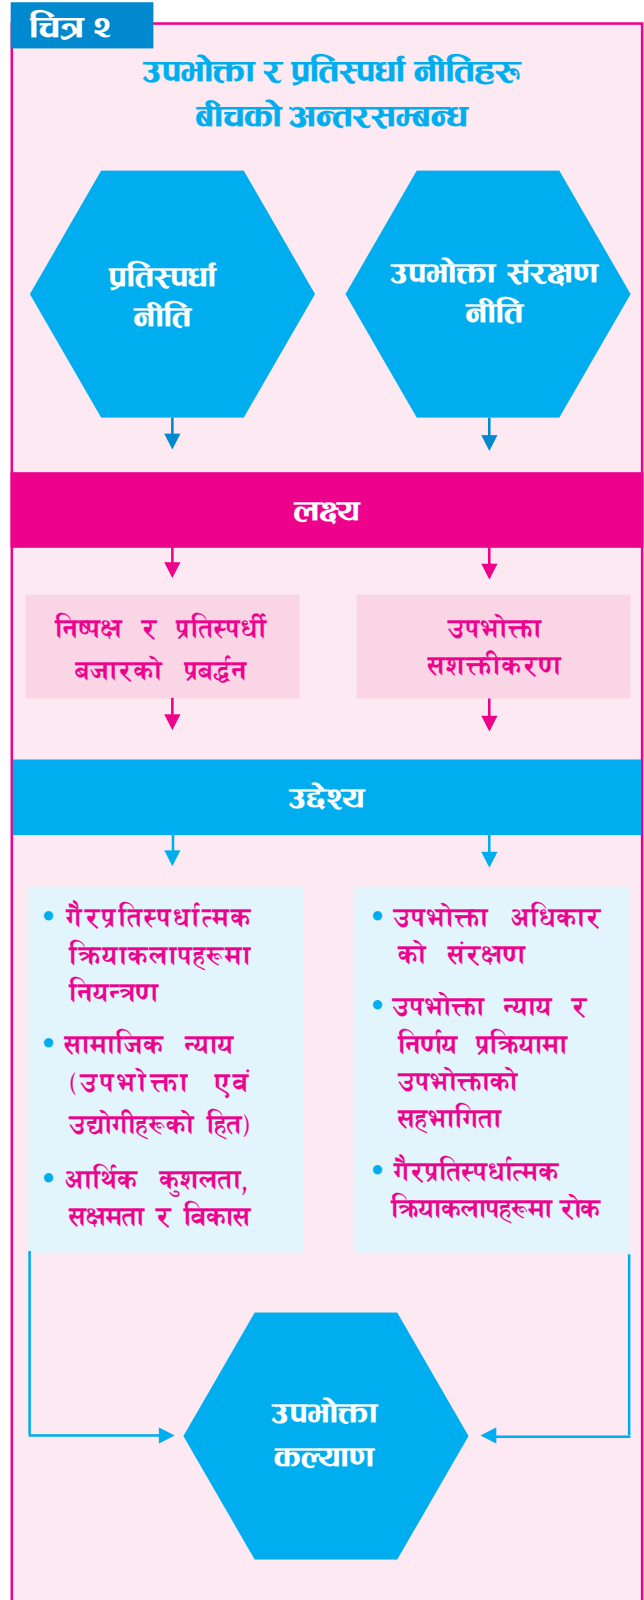 चित्र २
उपभोक्ता र प्रतिस्पर्धा नीतिहरू
बीचको अन्तरसम्बन्ध
प्रतिस्पर्धा
नीति
उपभोक्ता संरक्षण
नीति
लक्ष्य
निष्पक्ष र प्रतिस्पर्धी
बजारको प्रबर्द्धन
उपभोक्ता
सशक्तीकरण
उद्देश्य
• गैरप्रतिस्पर्धात्मक
क्रियाकलापहरूमा
नियन्त्रण
• सामाजिक न्याय
(उपभोक्ता एवं
उद्योगीहरूको हित)
• आर्थिक कुशलता,
सक्षमता र विकास
• उपभोक्ता अधिकार
को संरक्षण
• उपभोक्ता न्याय र
निर्णय प्रक्रियामा
उपभोक्ताको
सहभागिता
• गैरप्रतिस्पर्धात्मक
क्रियाकलापहरूमा रोक
उपभोक्ता
कल्याण